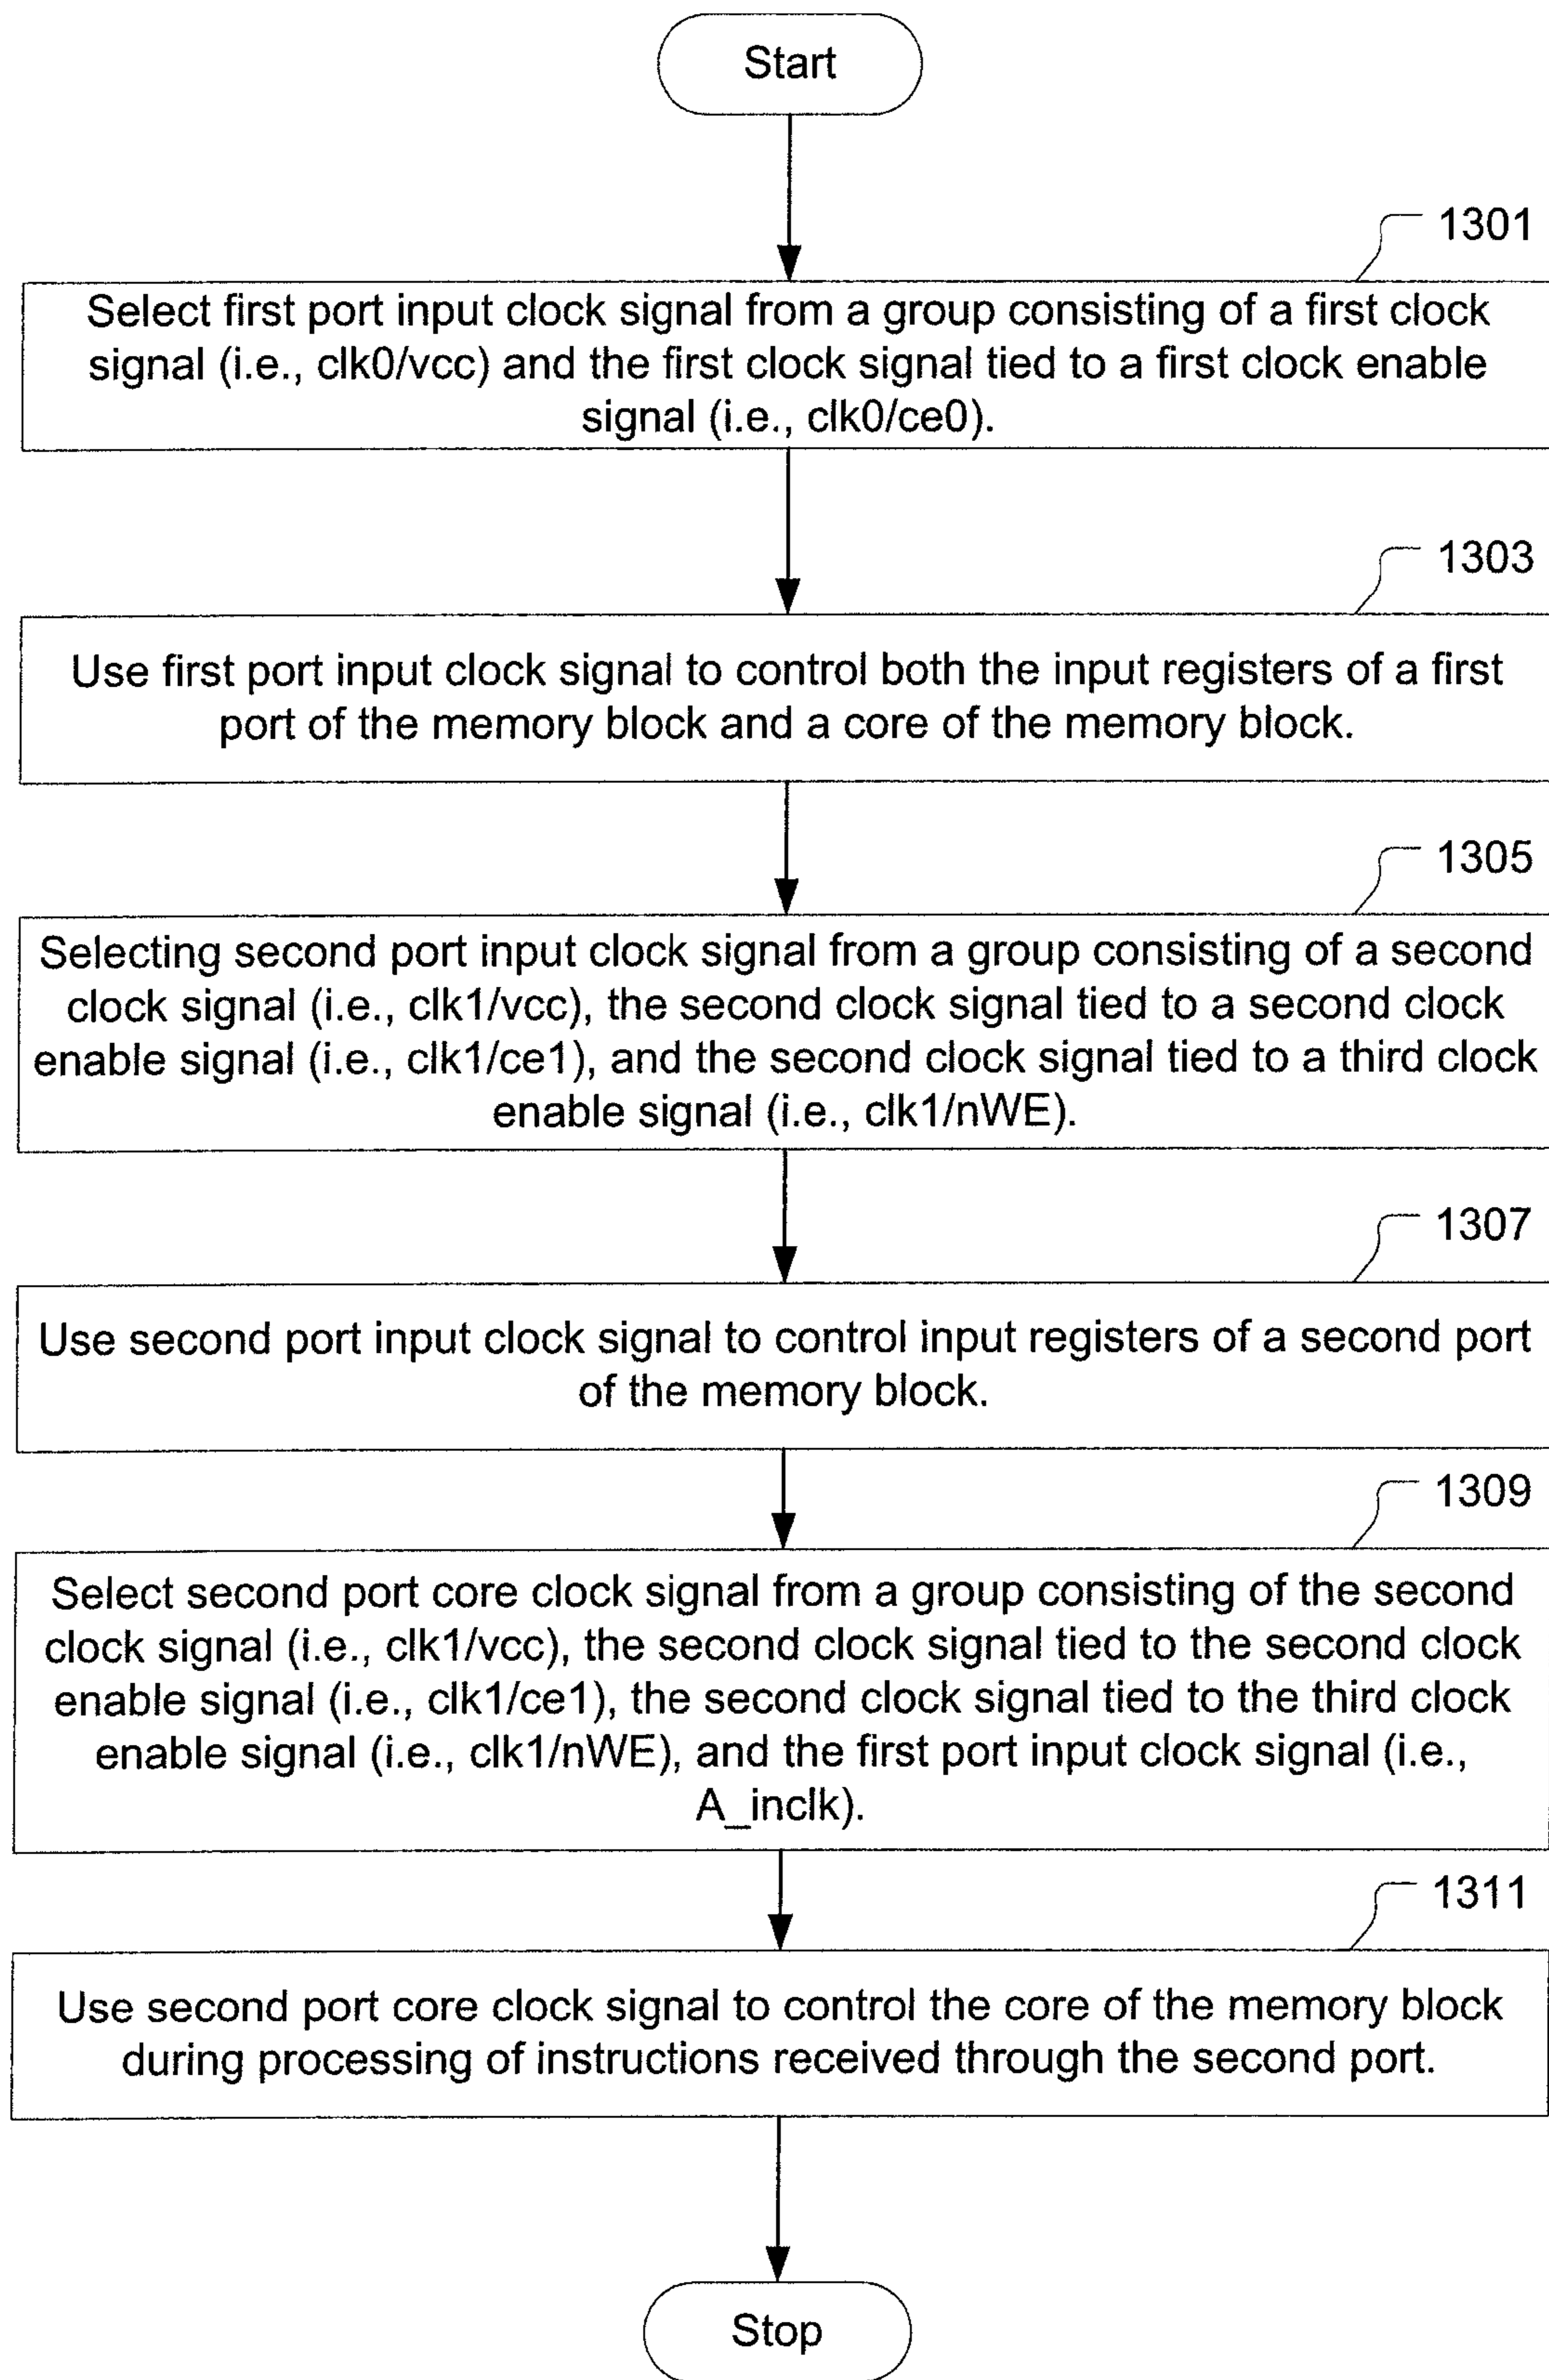 Start
1301
Select first port input clock signal from a group consisting of a first clock
signal (i.e., clk0/vcc) and the first clock signal tied to a first clock enable
signal (i.e., clk0/ce0).
1303
Use first port input clock signal to control both the input registers of a first
port of the memory block and a core of the memory block.
1305
Selecting second port input clock signal from a group consisting of a second
clock signal (i.e., clk1/vcc), the second clock signal tied to a second clock
enable signal (i.e., clk1/ce1), and the second clock signal tied to a third clock
enable signal (i.e., clk1/nWE).
1307
Use second port input clock signal to control input registers of a second port
of the memory block.
1309
Select second port core clock signal from a group consisting of the second
clock signal (i.e., clk1/vcc), the second clock signal tied to the second clock
enable signal (i.e., clk1/ce1), the second clock signal tied to the third clock
enable signal (i.e., clk1/nWE), and the first port input clock signal (i.e.,
A_inclk).
1311
Use second port core clock signal to control the core of the memory block
during processing of instructions received through the second port.
Stop